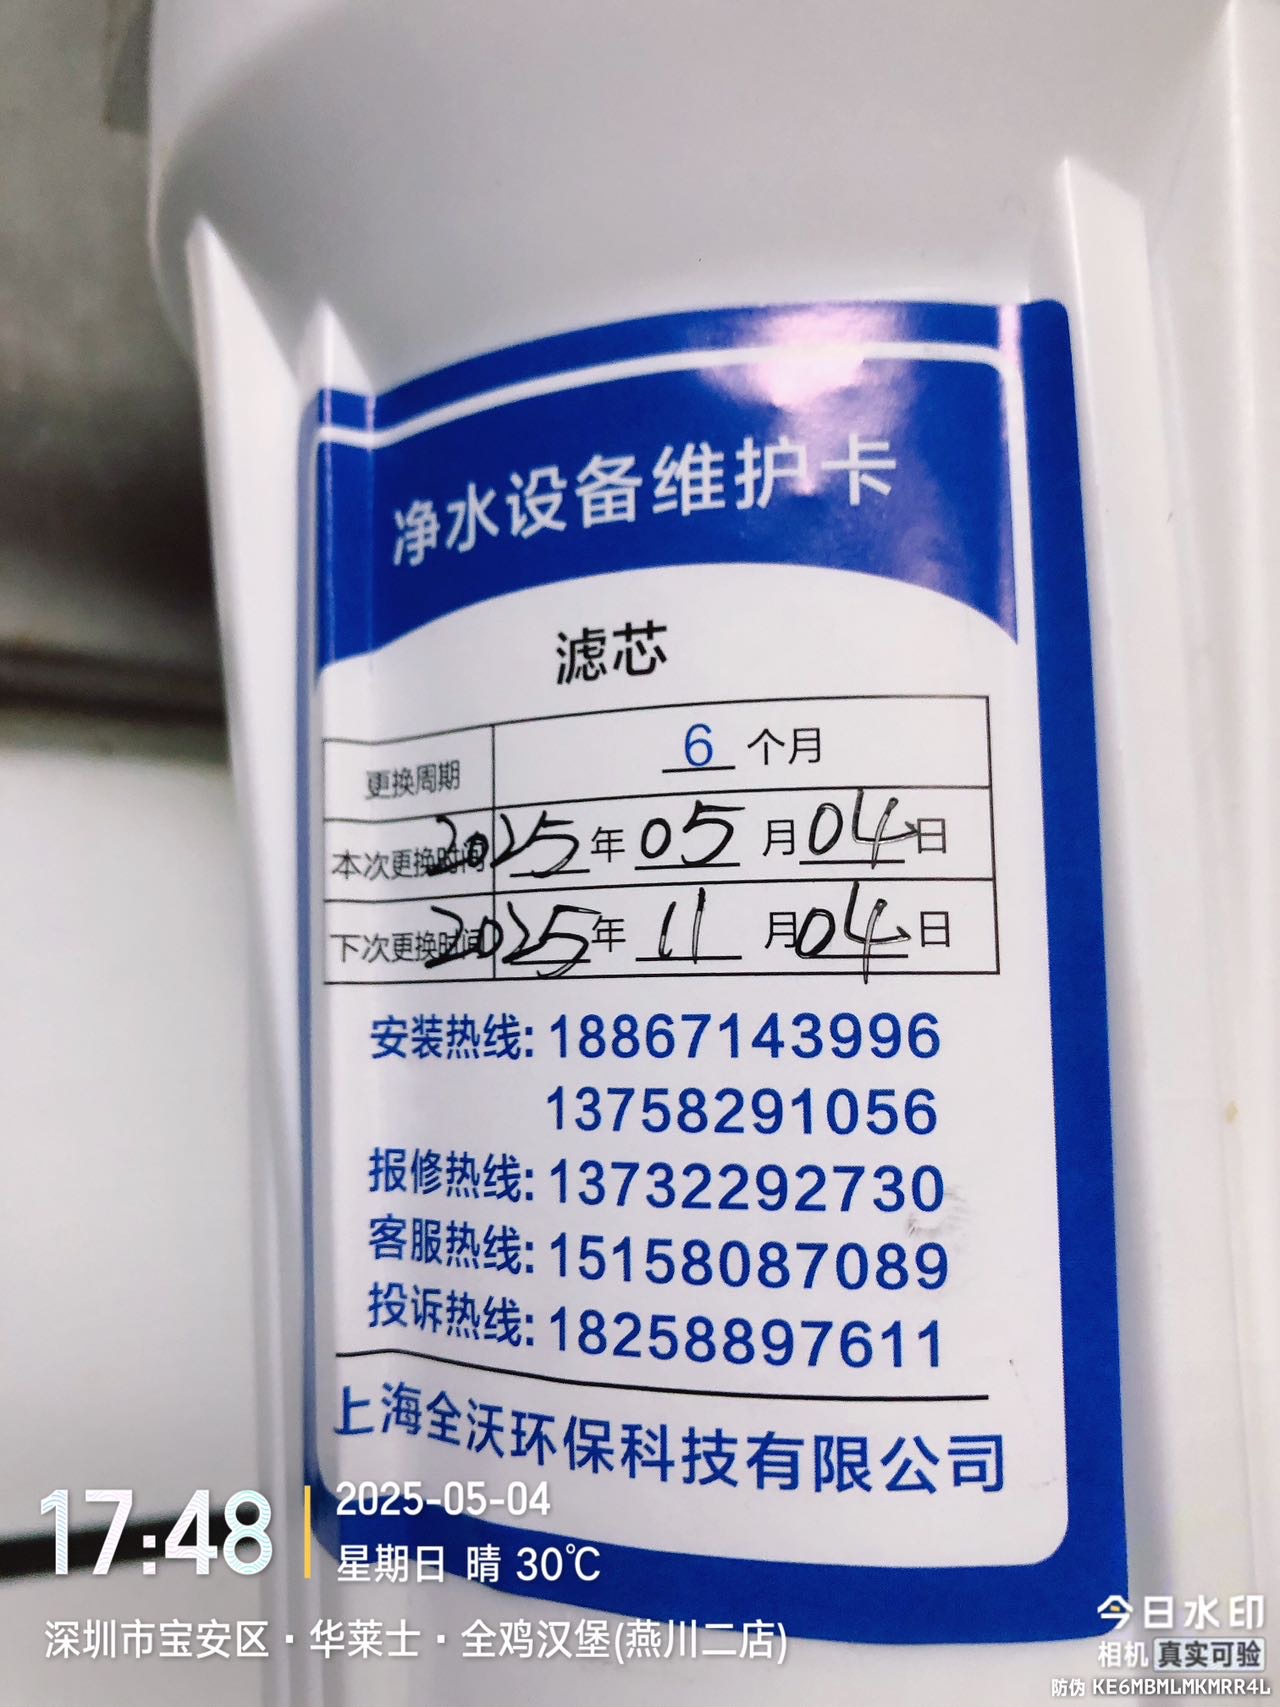 净水设备维护卡
滤芯
更换周期 6 个月
本次更换时间 2025年05月04日
下次更换时间 2025年11月04日
安装热线: 18867143996
13758291056
报修热线: 13732292730
客服热线: 15158087089
投诉热线: 18258897611
上海全沃环保科技有限公司
17:48
2025-05-04
星期日 晴 30℃
深圳市宝安区·华莱士·全鸡汉堡(燕川二店)
今日水印
相机 真实可验
防伪 KE6MBMLMKMRR4L